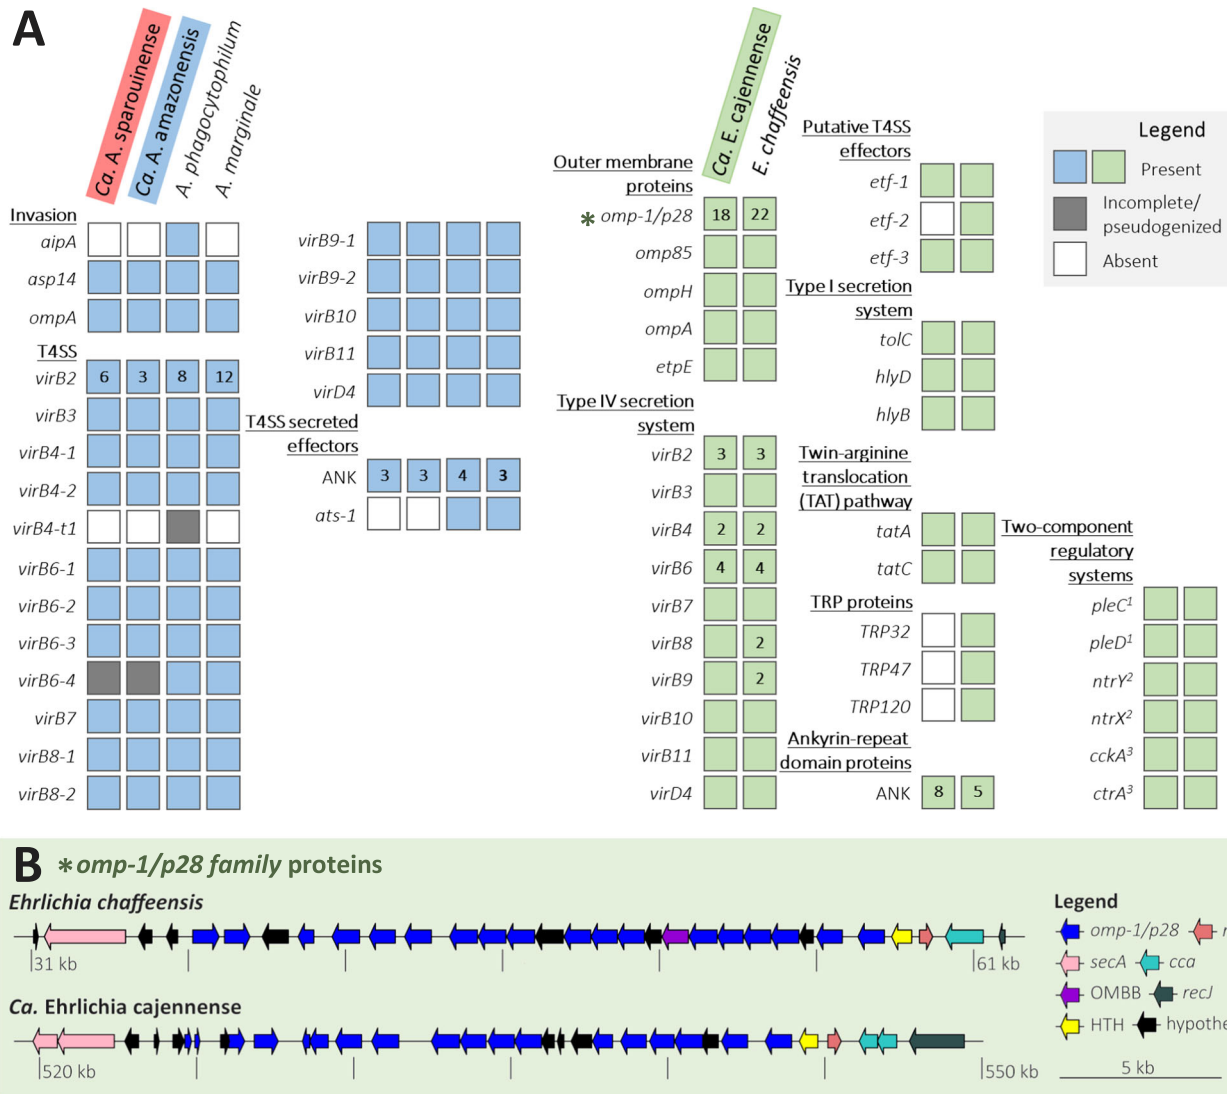 A
Ca. A. sparouinense
Ca. A. amazonensis
A. phagocytophilum
A. marginale
Invasion
aipA
asp14
ompA
T4SS
virB2 6 3 8 12
virB3
virB4-1
virB4-2
virB4-t1
virB6-1
virB6-2
virB6-3
virB6-4
virB7
virB8-1
virB8-2
virB9-1
virB9-2
virB10
virB11
virD4
T4SS secreted
effectors
ANK 3 3 4 3
ats-1
Ca. E. cajennense
E. chaffeensis
Outer membrane
proteins
* omp-1/p28 18 22
omp85
ompH
ompA
etpE
Type IV secretion
system
virB2 3 3
virB3
virB4 2 2
virB6 4 4
virB7
virB8 2
virB9 2
virB10
virB11
virD4
Putative T4SS
effectors
etf-1
etf-2
etf-3
Type I secretion
system
tolC
hlyD
hlyB
Twin-arginine
translocation
(TAT) pathway
tatA
tatC
TRP proteins
TRP32
TRP47
TRP120
Ankyrin-repeat
domain proteins
ANK 8 5
Two-component
regulatory
systems
pleC¹
pleD¹
ntrY²
ntrX²
cckA³
ctrA³
Legend
Present
Incomplete/
pseudogenized
Absent
B *omp-1/p28 family proteins
Ehrlichia chaffeensis
31 kb 61 kb
Ca. Ehrlichia cajennense
520 kb 550 kb
Legend
omp-1/p28 r
secA cca
OMBB recJ
HTH hypothe
5 kb